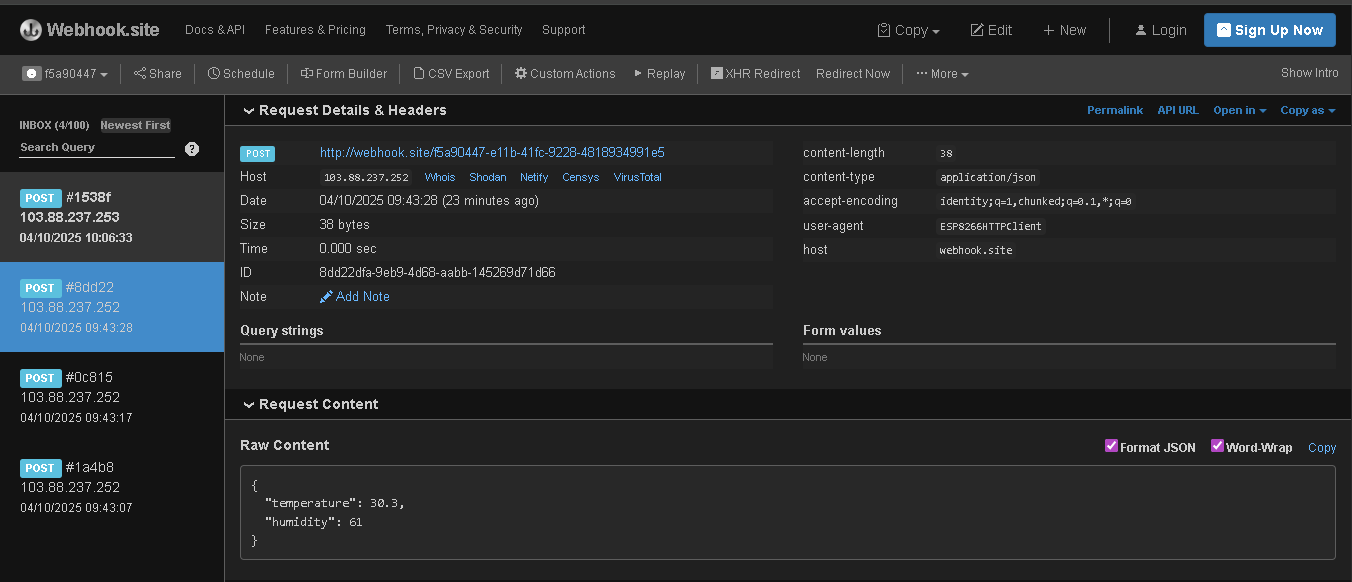 Webhook.site Docs & API Features & Pricing Terms, Privacy & Security Support Copy Edit + New Login Sign Up Now
f5a90447 Share Schedule Form Builder CSV Export Custom Actions Replay XHR Redirect Redirect Now ··· More Show Intro
INBOX (4/100) Newest First
Search Query ?
POST #1538f
103.88.237.253
04/10/2025 10:06:33
POST #8dd22
103.88.237.252
04/10/2025 09:43:28
POST #0c815
103.88.237.252
04/10/2025 09:43:17
POST #1a4b8
103.88.237.252
04/10/2025 09:43:07
Request Details & Headers Permalink API URL Open in Copy as
POST http://webhook.site/f5a90447-e11b-41fc-9228-4818934991e5
Host 103.88.237.252 Whois Shodan Netify Censys VirusTotal
Date 04/10/2025 09:43:28 (23 minutes ago)
Size 38 bytes
Time 0.000 sec
ID 8dd22dfa-9eb9-4d68-aabb-145269d71d66
Note Add Note
content-length 38
content-type application/json
accept-encoding identity;q=1,chunked;q=0.1,*;q=0
user-agent ESP8266HTTPClient
host webhook.site
Query strings
None
Form values
None
Request Content
Raw Content Format JSON Word-Wrap Copy
{
"temperature": 30.3,
"humidity": 61
}